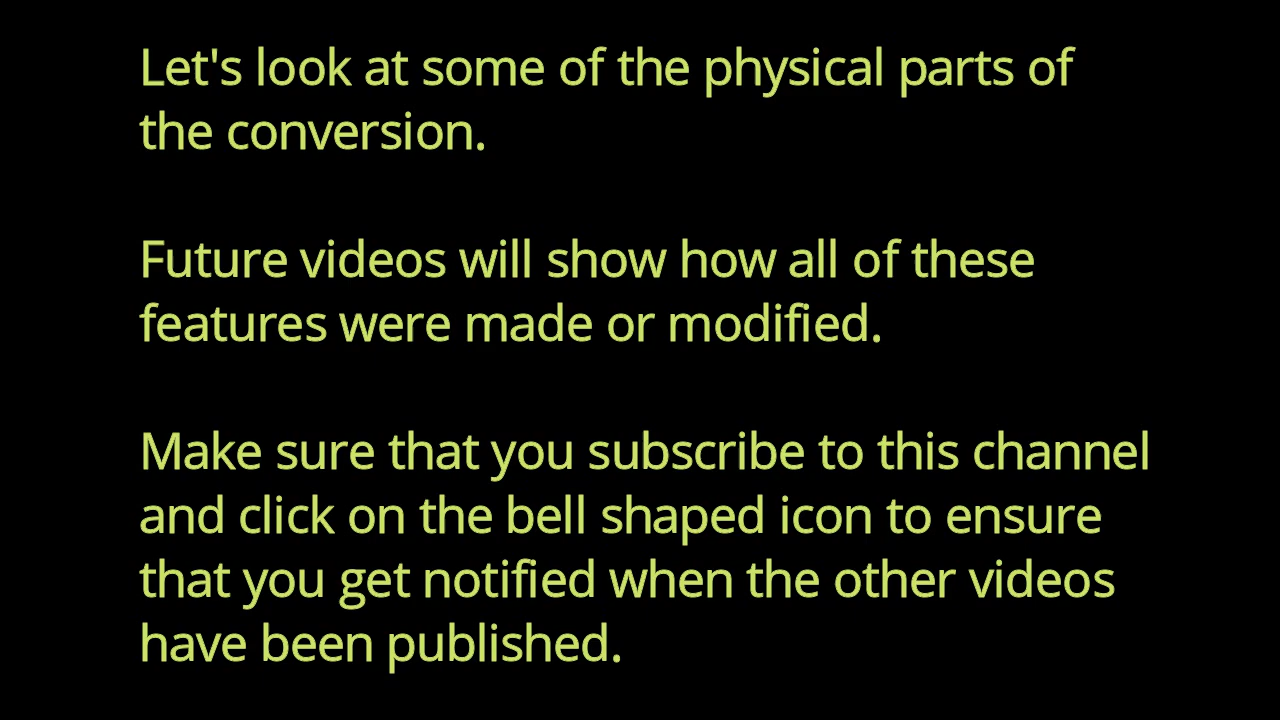 Let's look at some of the physical parts of
the conversion.
Future videos will show how all of these
features were made or modified.
Make sure that you subscribe to this channel
and click on the bell shaped icon to ensure
that you get notified when the other videos
have been published.